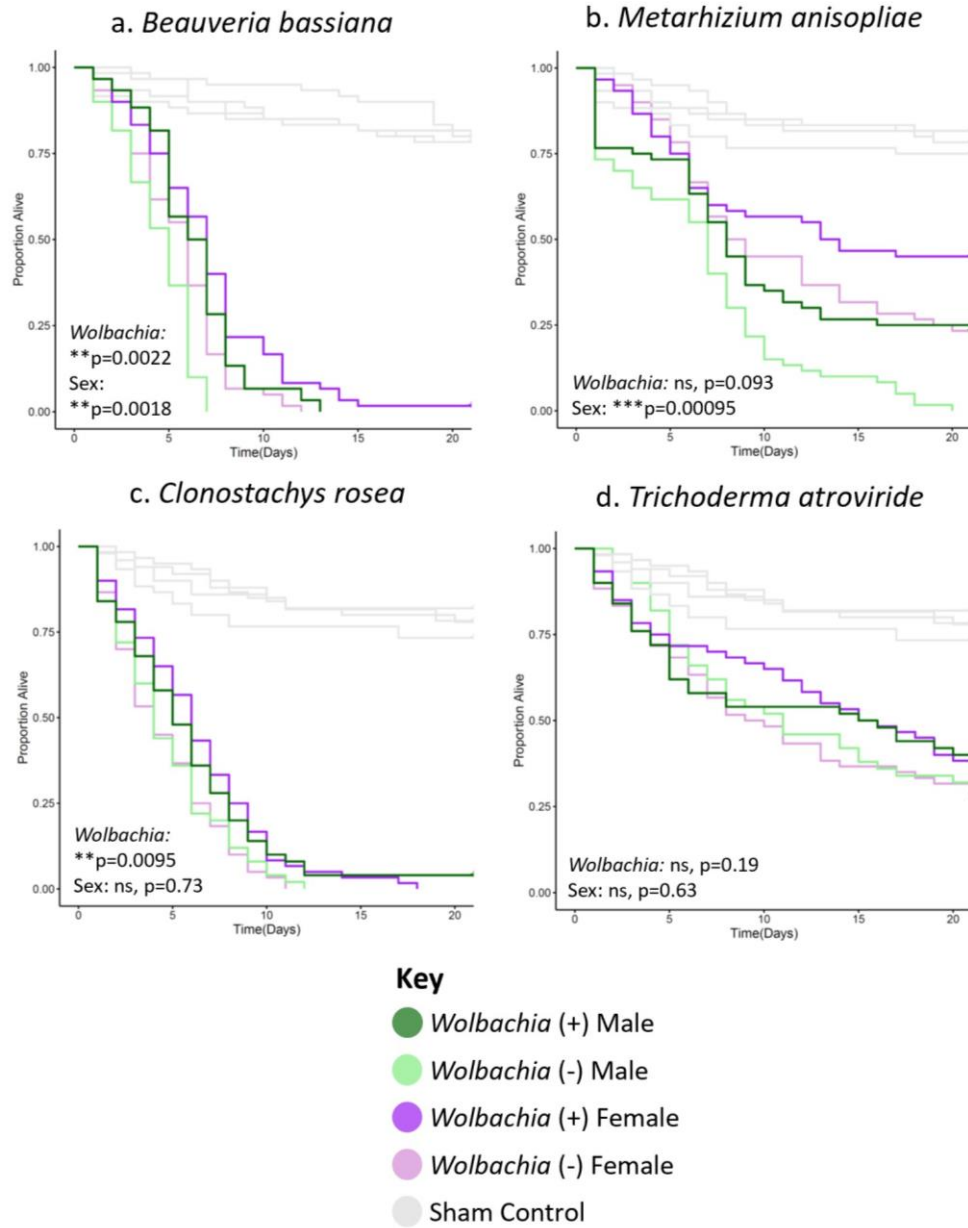 a. Beauveria bassiana
1.00
0.75
0.50
0.25
0.00
Proportion Alive
Wolbachia:
**p=0.0022
Sex:
**p=0.0018
0 5 10 15 20
Time(Days)
b. Metarhizium anisopliae
1.00
0.75
0.50
0.25
0.00
Proportion Alive
Wolbachia: ns, p=0.093
Sex: ***p=0.00095
0 5 10 15 20
Time(Days)
c. Clonostachys rosea
1.00
0.75
0.50
0.25
0.00
Proportion Alive
Wolbachia:
**p=0.0095
Sex: ns, p=0.73
0 5 10 15 20
Time(Days)
d. Trichoderma atroviride
1.00
0.75
0.50
0.25
0.00
Proportion Alive
Wolbachia: ns, p=0.19
Sex: ns, p=0.63
0 5 10 15 20
Time(Days)
Key
Wolbachia (+) Male
Wolbachia (-) Male
Wolbachia (+) Female
Wolbachia (-) Female
Sham Control